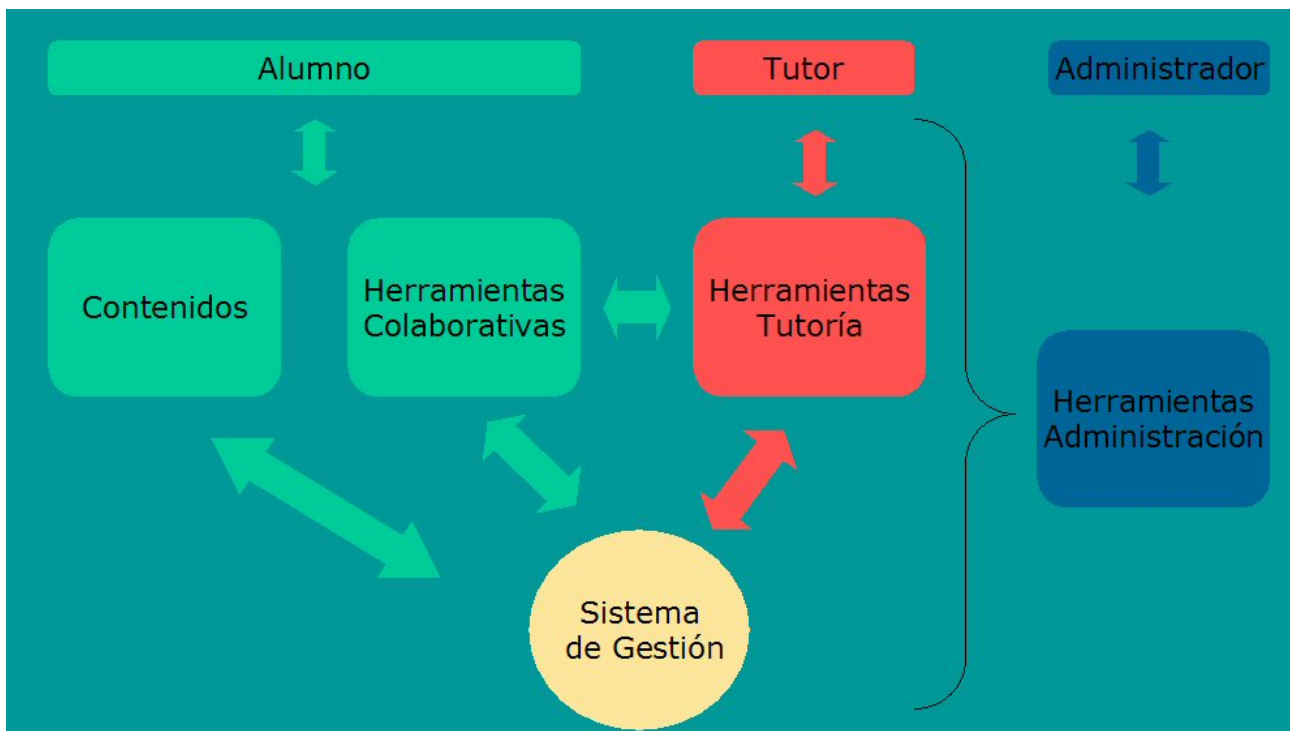 Alumno
Tutor
Administrador
Contenidos
Herramientas
Colaborativas
Herramientas
Tutoría
Herramientas
Administración
Sistema
de Gestión